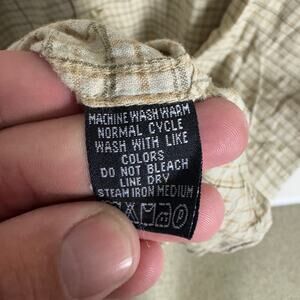 MACHINE WASH WARM
NORMAL CYCLE
WASH WITH LIKE
COLORS
DO NOT BLEACH
LINE DRY
STEAM IRON MEDIUM